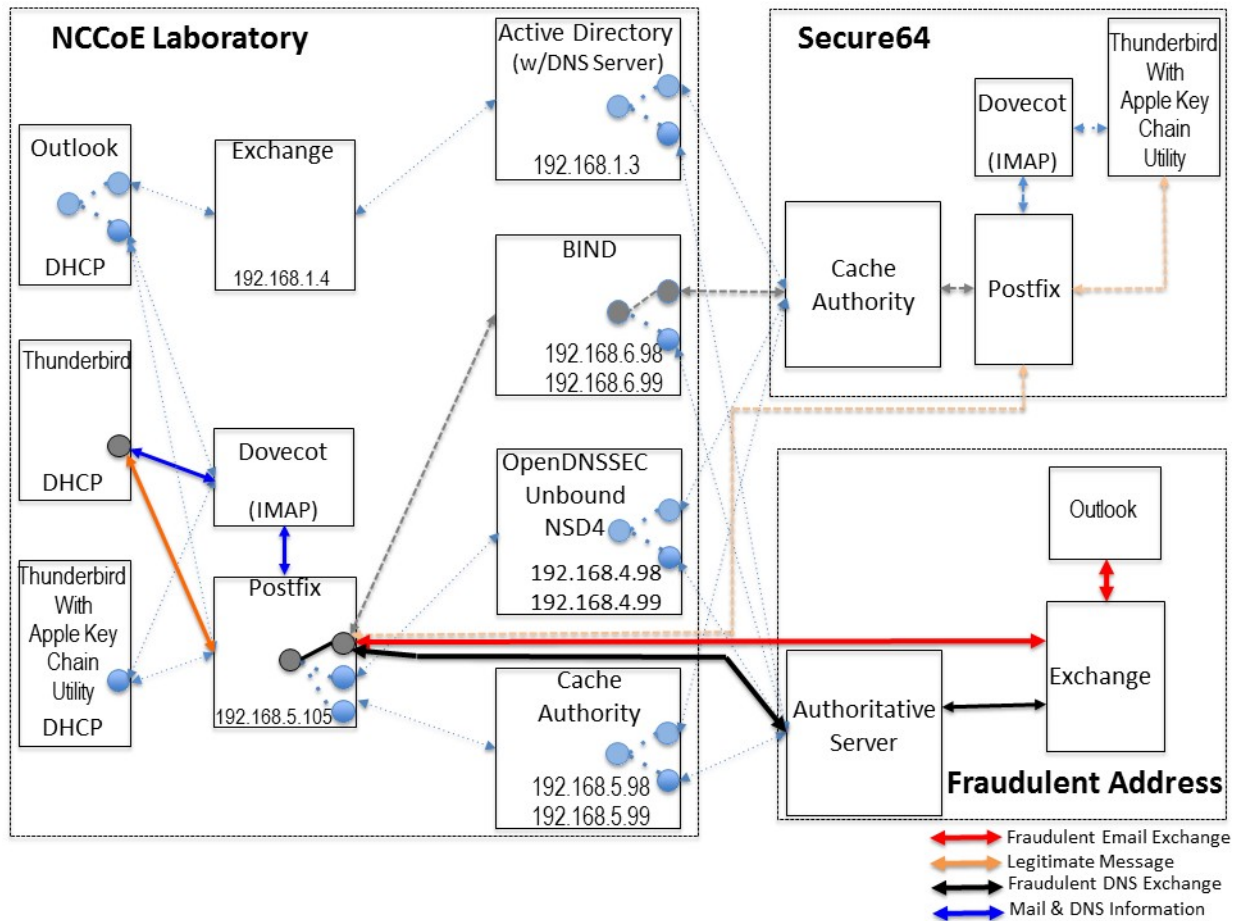 NCCoE Laboratory
Outlook
DHCP
Exchange
192.168.1.4
Active Directory
(w/DNS Server)
192.168.1.3
Thunderbird
DHCP
Dovecot
(IMAP)
BIND
192.168.6.98
192.168.6.99
Thunderbird
With
Apple Key
Chain
Utility
DHCP
Postfix
192.168.5.105
OpenDNSSEC
Unbound
NSD4
192.168.4.98
192.168.4.99
Cache
Authority
192.168.5.98
192.168.5.99
Secure64
Dovecot
(IMAP)
Thunderbird
With
Apple Key
Chain
Utility
Cache
Authority
Postfix
Outlook
Exchange
Authoritative
Server
Fraudulent Address
Fraudulent Email Exchange
Legitimate Message
Fraudulent DNS Exchange
Mail & DNS Information